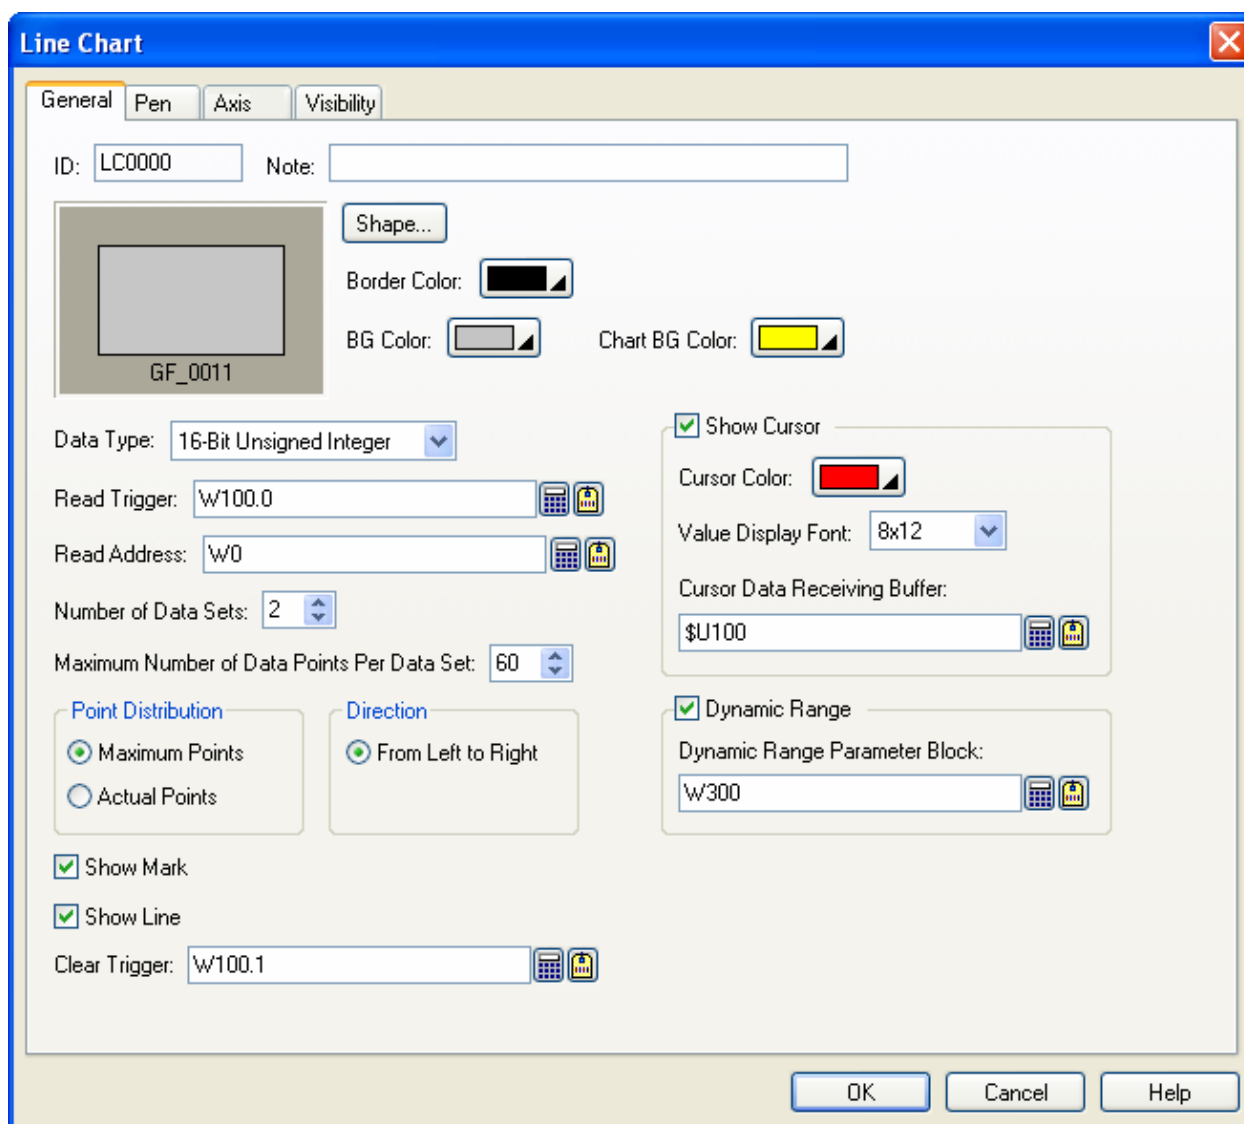 Line Chart
General Pen Axis Visibility
ID: LC0000 Note:
Shape...
Border Color:
BG Color: Chart BG Color:
GF_0011
Data Type: 16-Bit Unsigned Integer
Read Trigger: W100.0
Read Address: W0
Number of Data Sets: 2
Maximum Number of Data Points Per Data Set: 60
Point Distribution
Maximum Points
Actual Points
Direction
From Left to Right
Show Mark
Show Line
Clear Trigger: W100.1
Show Cursor
Cursor Color:
Value Display Font: 8x12
Cursor Data Receiving Buffer:
$U100
Dynamic Range
Dynamic Range Parameter Block:
W300
OK Cancel Help